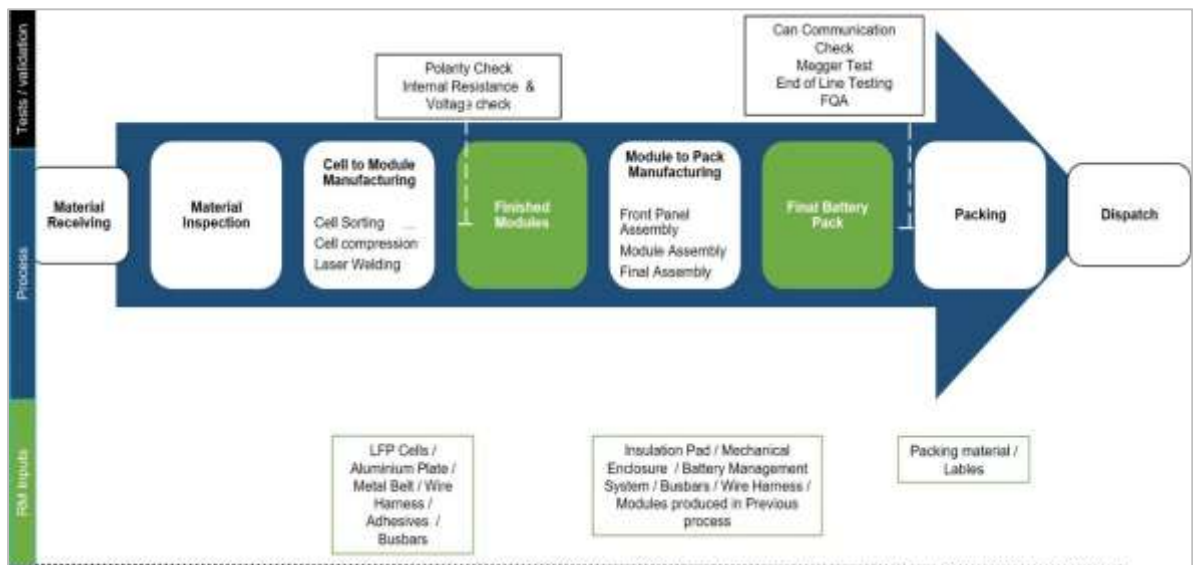 Tests / validation
Can Communication
Check
Megger Test
End of Line Testing
FQA
Polarity Check
Internal Resistance &
Voltage check
Process
Material
Receiving
Material
Inspection
Cell to Module
Manufacturing
Cell Sorting
Cell compression
Laser Welding
Finished
Modules
Module to Pack
Manufacturing
Front Panel
Assembly
Module Assembly
Final Assembly
Final Battery
Pack
Packing
Dispatch
RM Inputs
LFP Cells /
Aluminium Plate /
Metal Belt / Wire
Harness /
Adhesives /
Busbars
Insulation Pad / Mechanical
Enclosure / Battery Management
System / Busbars / Wire Harness /
Modules produced in Previous
process
Packing material /
Lables